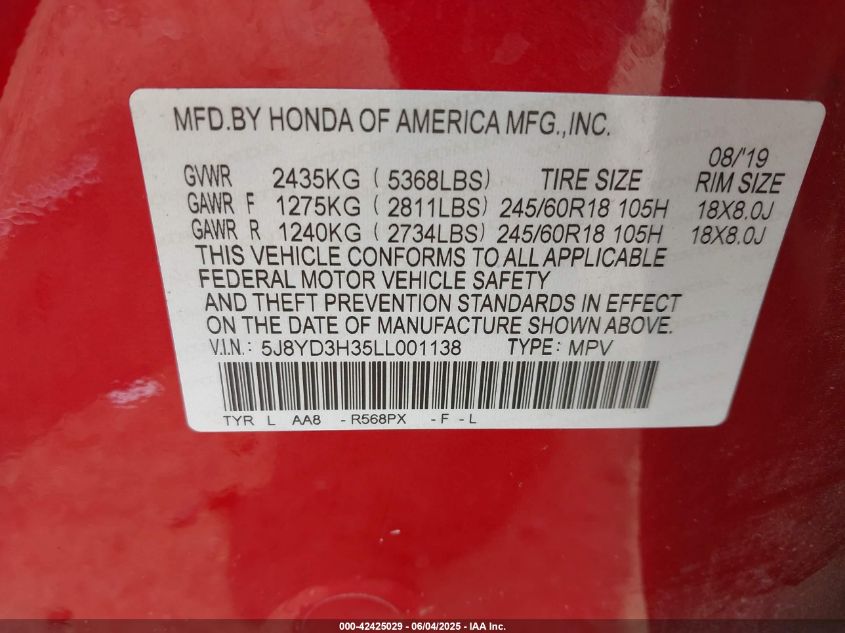 MFD.BY HONDA OF AMERICA MFG.,INC.
08/'19
GVWR 2435KG ( 5368LBS) TIRE SIZE RIM SIZE
GAWR F 1275KG ( 2811LBS) 245/60R18 105H 18X8.0J
GAWR R 1240KG ( 2734LBS) 245/60R18 105H 18X8.0J
THIS VEHICLE CONFORMS TO ALL APPLICABLE
FEDERAL MOTOR VEHICLE SAFETY
AND THEFT PREVENTION STANDARDS IN EFFECT
ON THE DATE OF MANUFACTURE SHOWN ABOVE.
V.I.N.: 5J8YD3H35LL001138 TYPE: MPV
TYR L AA8 - R568PX - F - L
000-42425029 - 06/04/2025 - IAA Inc.